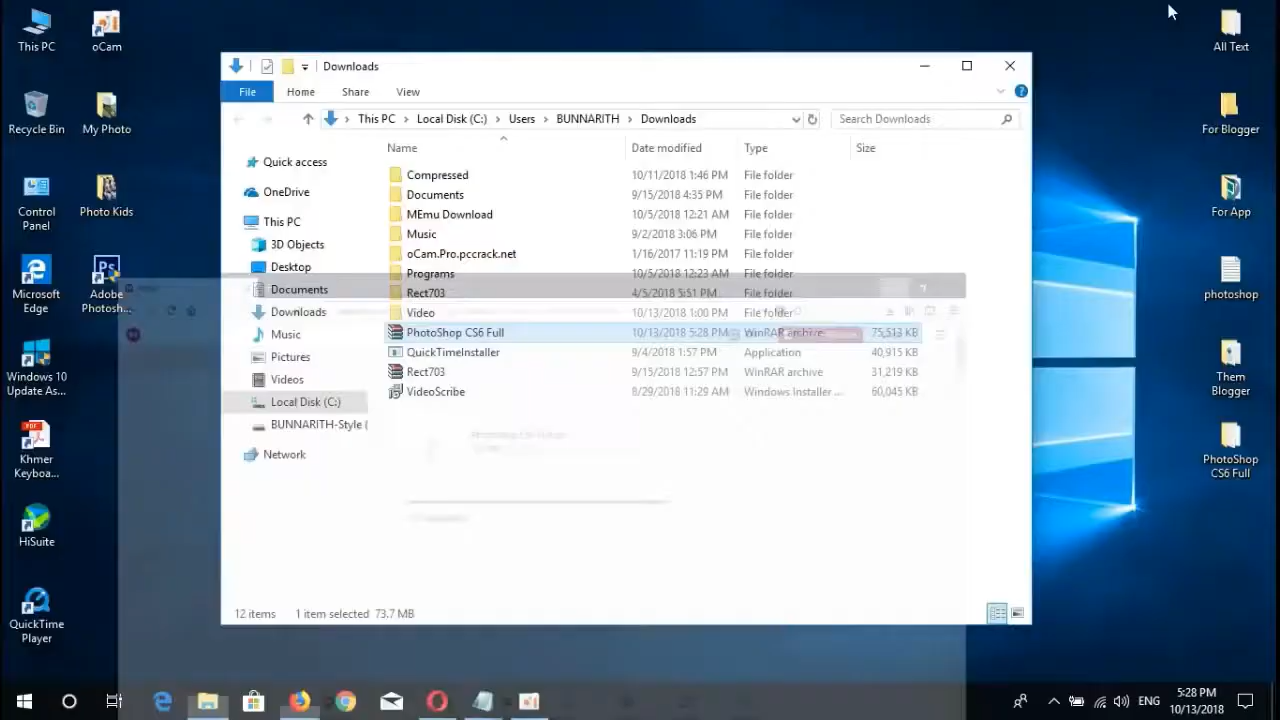 This PC
oCam
Recycle Bin
My Photo
Control
Panel
Photo Kids
Microsoft
Edge
Adobe
Photosh...
Windows 10
Update As...
Khmer
Keyboa...
HiSuite
QuickTime
Player
Downloads
File
Home
Share
View
This PC
Local Disk (C:)
Users
BUNNARITH
Downloads
Search Downloads
Quick access
OneDrive
This PC
3D Objects
Desktop
Documents
Downloads
Music
Pictures
Videos
Local Disk (C:)
BUNNARITH-Style (
Network
Name Date modified Type Size
Compressed 10/11/2018 1:46 PM File folder
Documents 9/15/2018 4:35 PM File folder
MEmu Download 10/5/2018 12:21 AM File folder
Music 9/2/2018 3:06 PM File folder
oCam.Pro.pccrack.net 1/16/2017 11:19 PM File folder
Programs 10/5/2018 12:23 AM File folder
Rect703 4/5/2018 5:51 PM File folder
Video 10/13/2018 1:00 PM File folder
PhotoShop CS6 Full 10/13/2018 5:28 PM WinRAR archive 75,513 KB
QuickTimeInstaller 9/4/2018 1:57 PM Application 40,915 KB
Rect703 9/15/2018 12:57 PM WinRAR archive 31,219 KB
VideoScribe 8/29/2018 11:29 AM Windows Installer ... 60,045 KB
12 items 1 item selected 73.7 MB
All Text
For Blogger
For App
photoshop
Them
Blogger
PhotoShop
CS6 Full
ENG
5:28 PM
10/13/2018